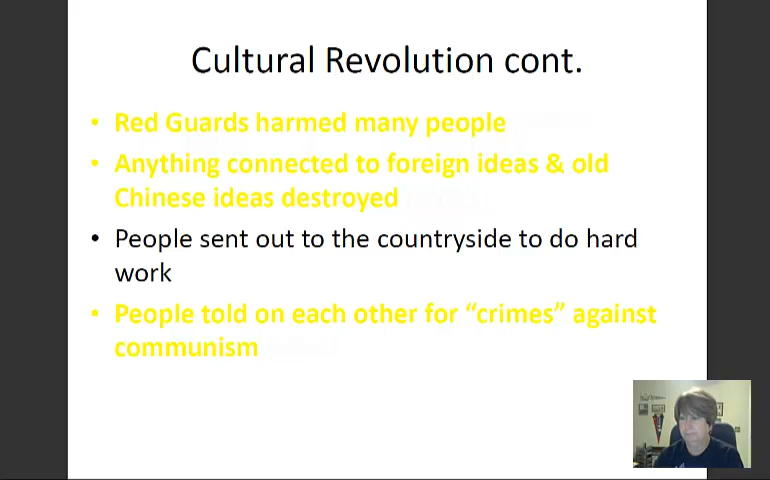 Cultural Revolution cont.
• Red Guards harmed many people
• Anything connected to foreign ideas & old
Chinese ideas destroyed
• People sent out to the countryside to do hard
work
• People told on each other for “crimes” against
communism